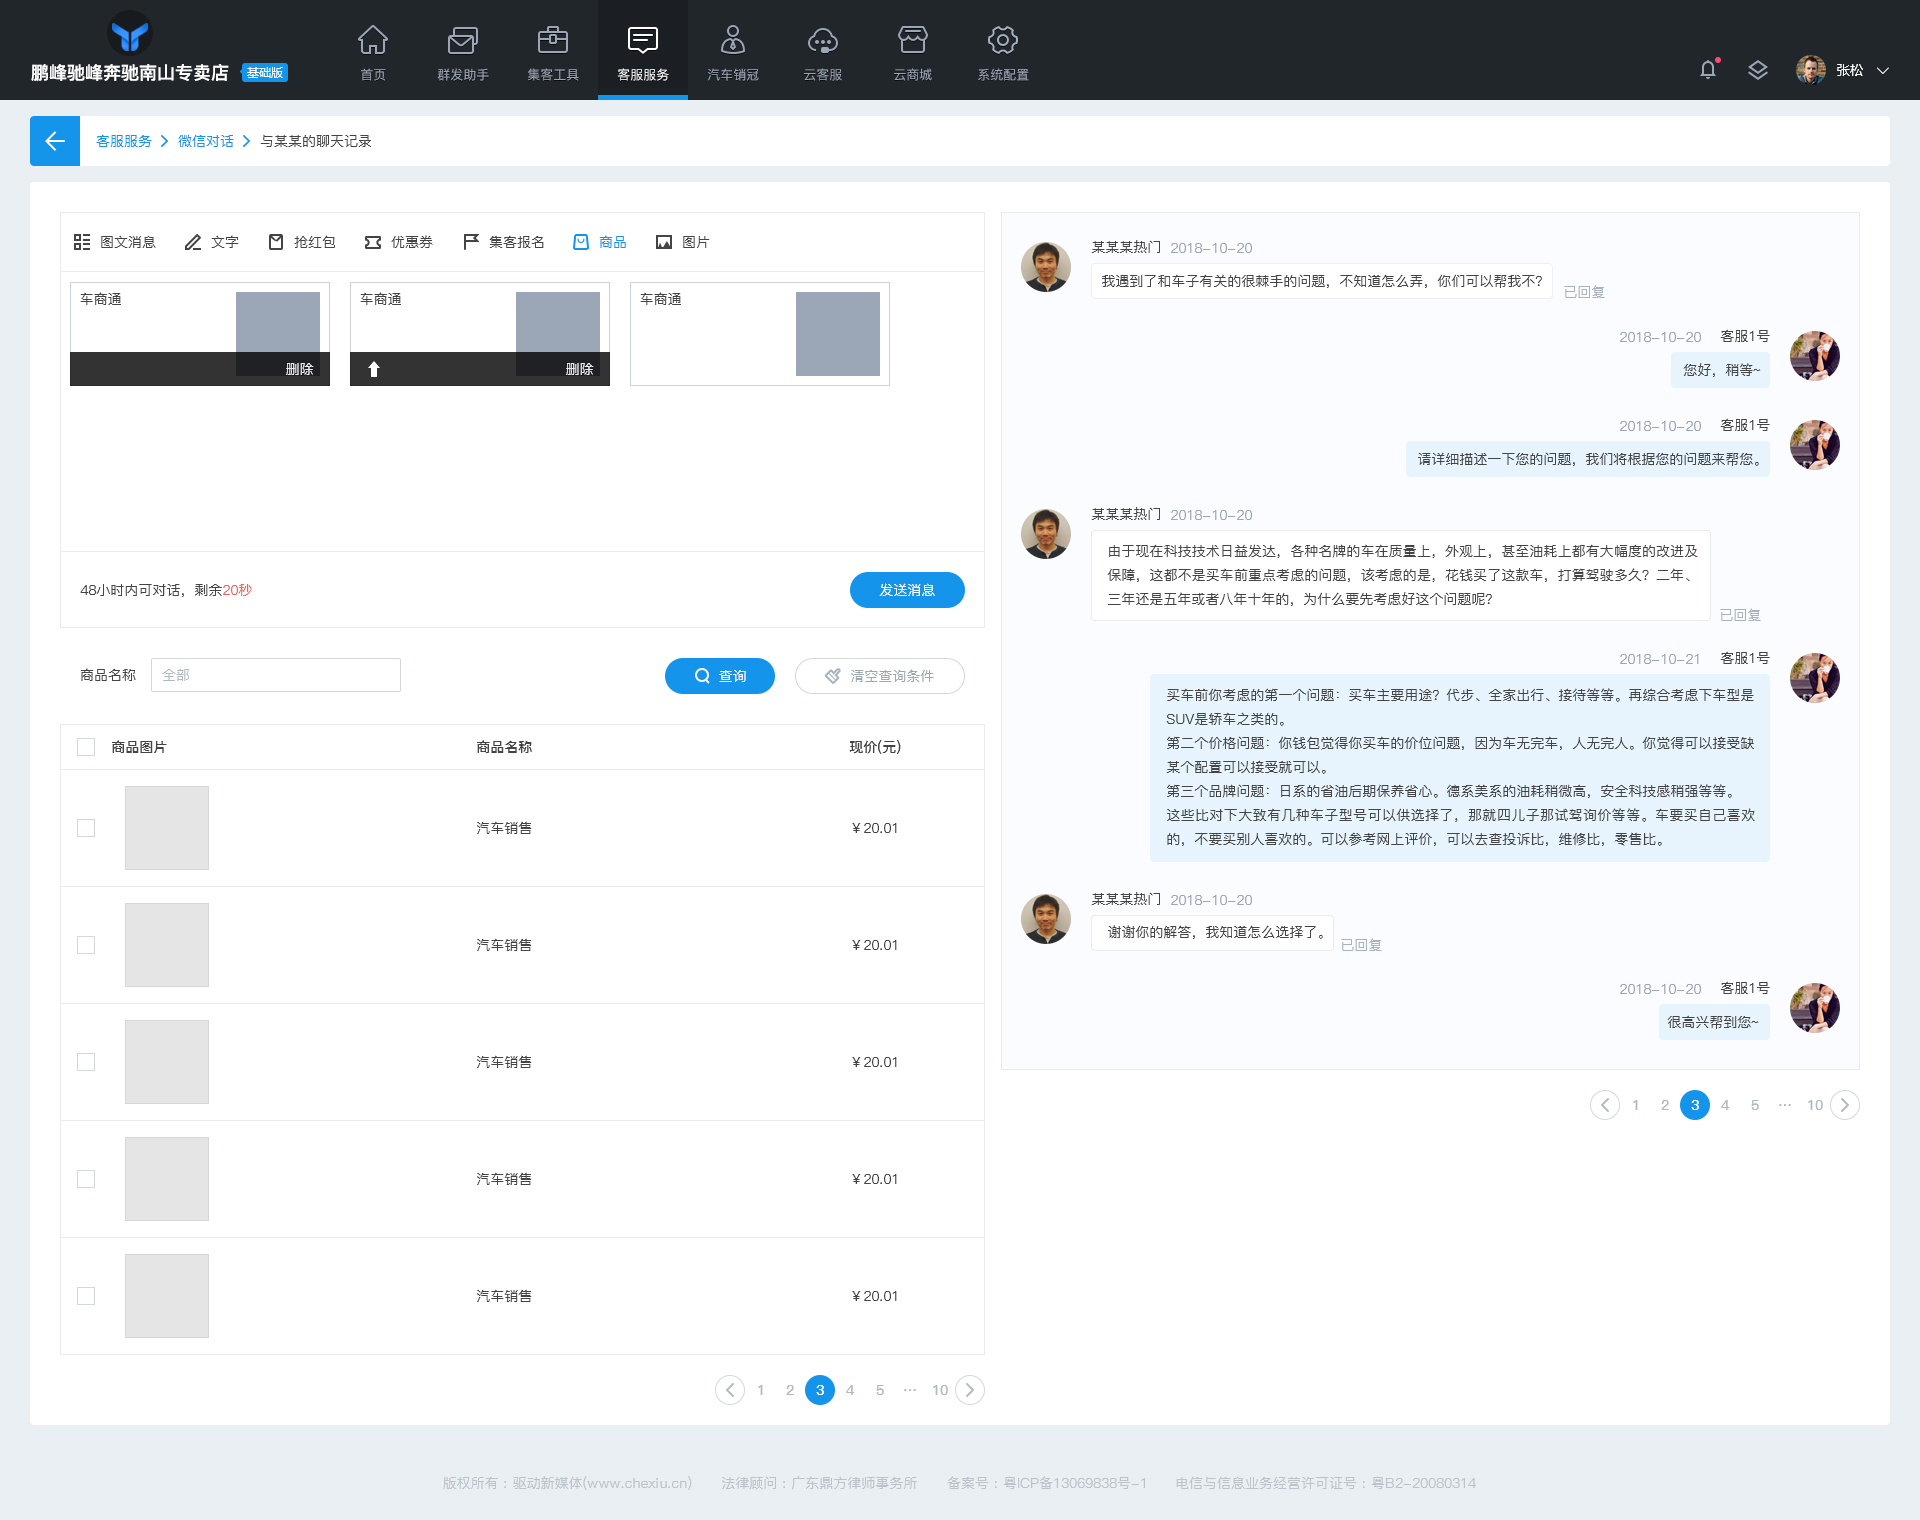 鹏峰驰峰奔驰南山专卖店 基础版
首页 群发助手 集客工具 客服服务 汽车销冠 云客服 云商城 系统配置
张松
客服服务 微信对话 与某某的聊天记录
图文消息 文字 抢红包 优惠券 集客报名 商品 图片
车商通 车商通 车商通
删除 删除
48小时内可对话，剩余20秒
发送消息
商品名称 全部 查询 清空查询条件
商品图片 商品名称 现价(元)
汽车销售 ¥20.01
汽车销售 ¥20.01
汽车销售 ¥20.01
汽车销售 ¥20.01
汽车销售 ¥20.01
1 2 3 4 5 ··· 10
某某某热门 2018-10-20
我遇到了和车子有关的很棘手的问题，不知道怎么弄，你们可以帮我不？
已回复
2018-10-20 客服1号
您好，稍等~
2018-10-20 客服1号
请详细描述一下您的问题，我们将根据您的问题来帮您。
某某某热门 2018-10-20
由于现在科技技术日益发达，各种名牌的车在质量上，外观上，甚至油耗上都有大幅度的改进及
保障，这都不是买车前重点考虑的问题，该考虑的是，花钱买了这款车，打算驾驶多久？二年、
三年还是五年或者八年十年的，为什么要先考虑好这个问题呢？
已回复
2018-10-21 客服1号
买车前你考虑的第一个问题：买车主要用途？代步、全家出行、接待等等。再综合考虑下车型是
SUV是轿车之类的。
第二个价格问题：你钱包觉得你买车的价位问题，因为车无完车，人无完人。你觉得可以接受缺
某个配置可以接受就可以。
第三个品牌问题：日系的省油后期保养省心。德系美系的油耗稍微高，安全科技感稍强等等。
这些比对下大致有几种车子型号可以供选择了，那就四儿子那试驾询价等等。车要买自己喜欢
的，不要买别人喜欢的。可以参考网上评价，可以去查投诉比，维修比，零售比。
某某某热门 2018-10-20
谢谢你的解答，我知道怎么选择了。
已回复
2018-10-20 客服1号
很高兴帮到您~
1 2 3 4 5 ··· 10
版权所有：驱动新媒体(www.chexiu.cn) 法律顾问：广东鼎方律师事务所 备案号：粤ICP备13069838号-1 电信与信息业务经营许可证号：粤B2-20080314